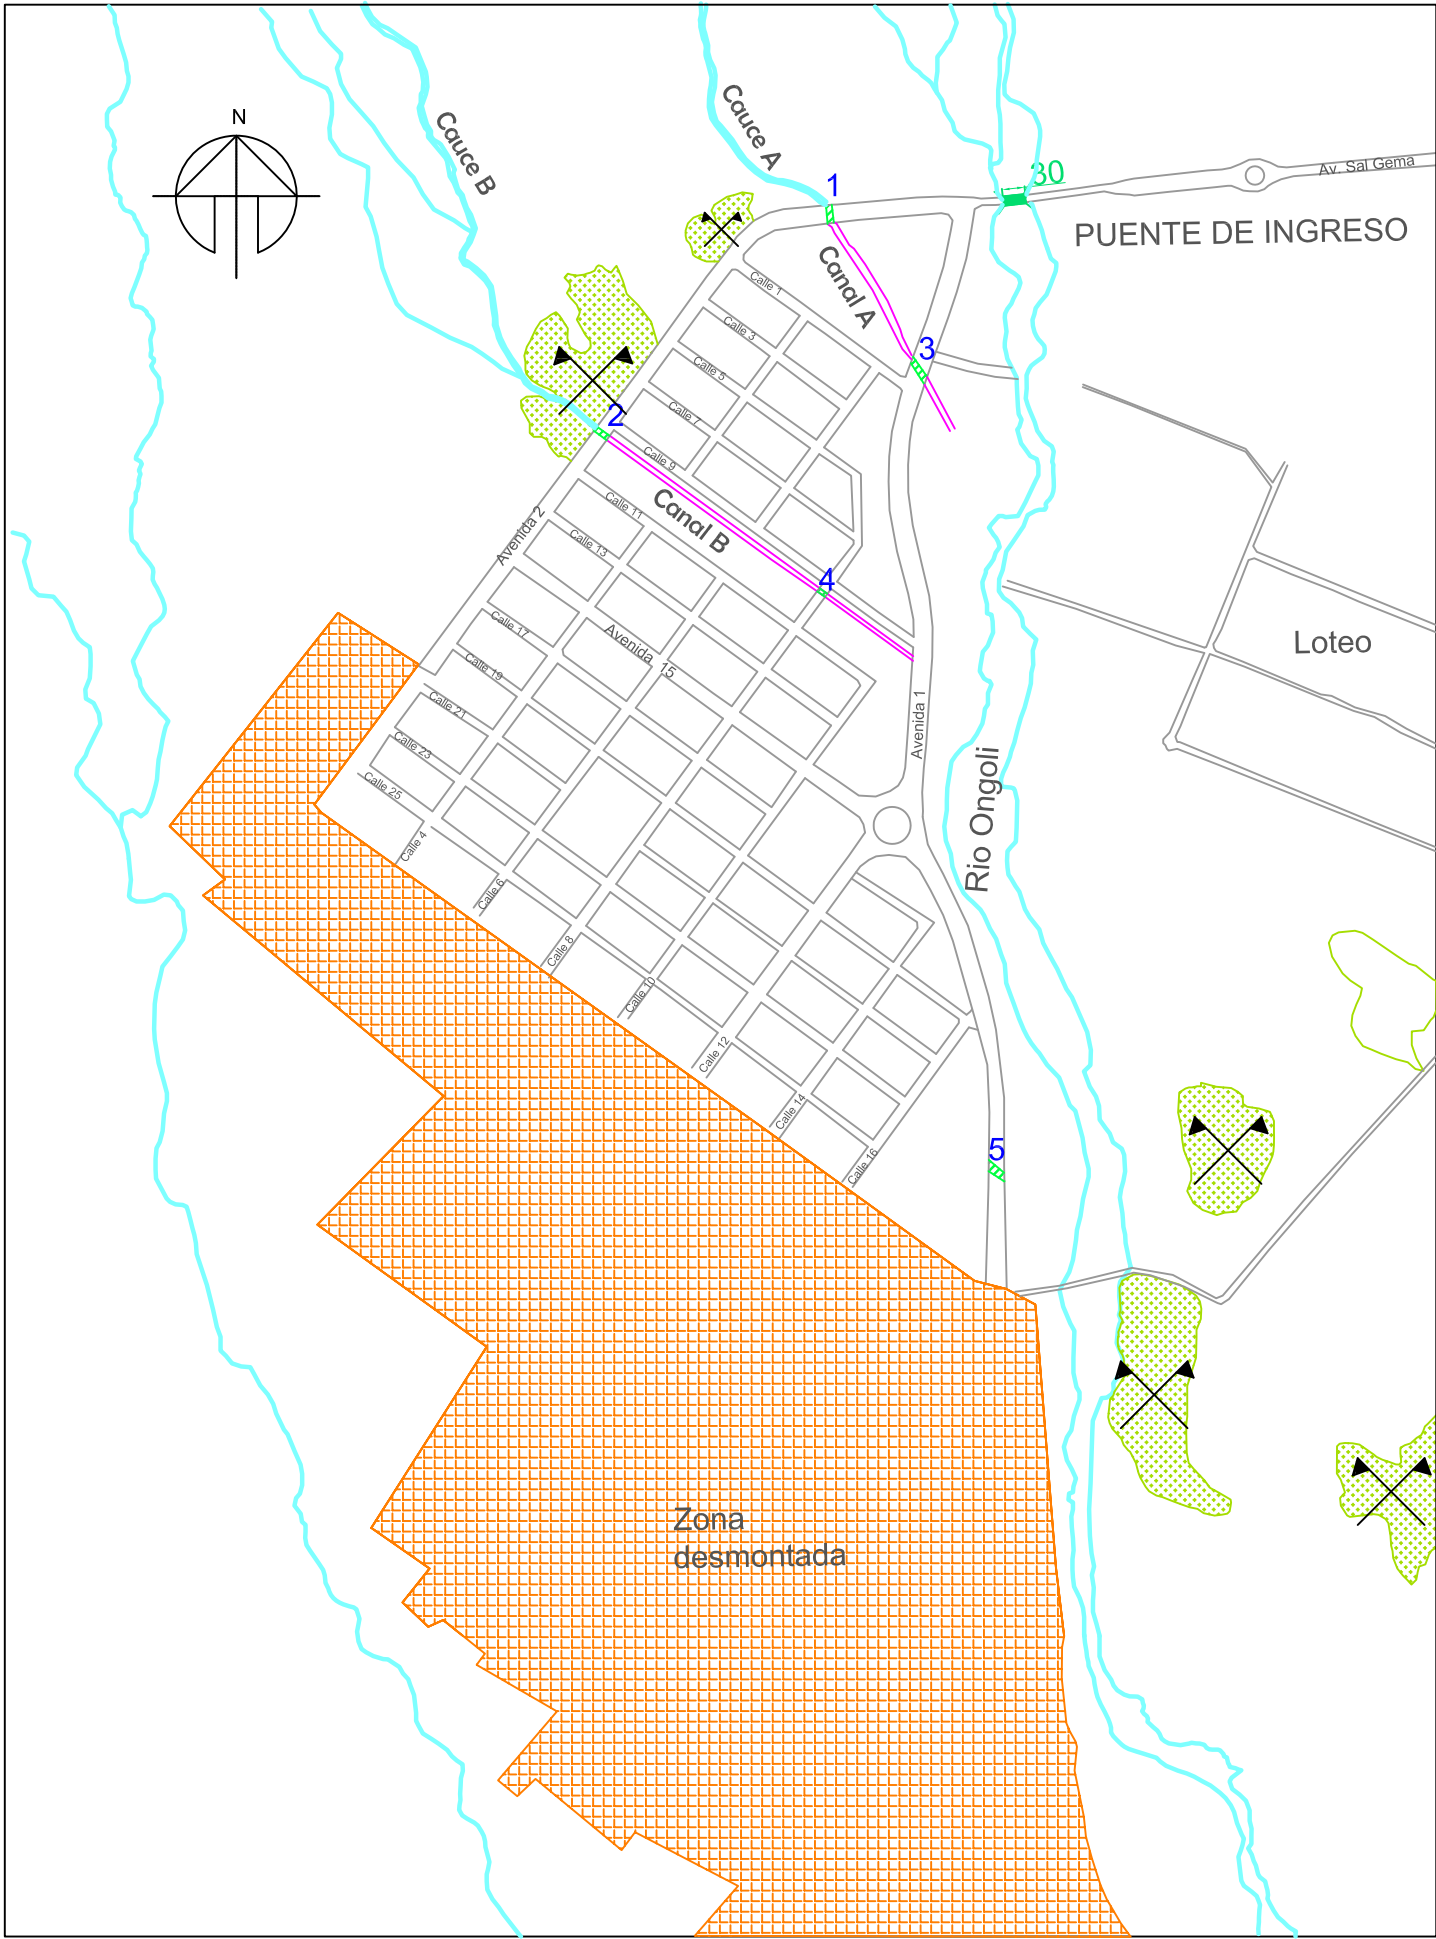 N
Cauce B
Cauce A
1
30
Av. Sal Gema
PUENTE DE INGRESO
Canal A
Calle 1
Calle 3
3
Calle 5
Calle 7
2
Calle 9
Canal B
Calle 11
Avenida 2
Calle 13
4
Calle 17
Avenida 15
Loteo
Calle 19
Calle 21
Avenida 1
Calle 23
Calle 25
Rio Ongoli
Calle 4
Calle 6
Calle 8
Calle 10
Calle 12
Calle 14
5
Calle 16
Zona
desmontada